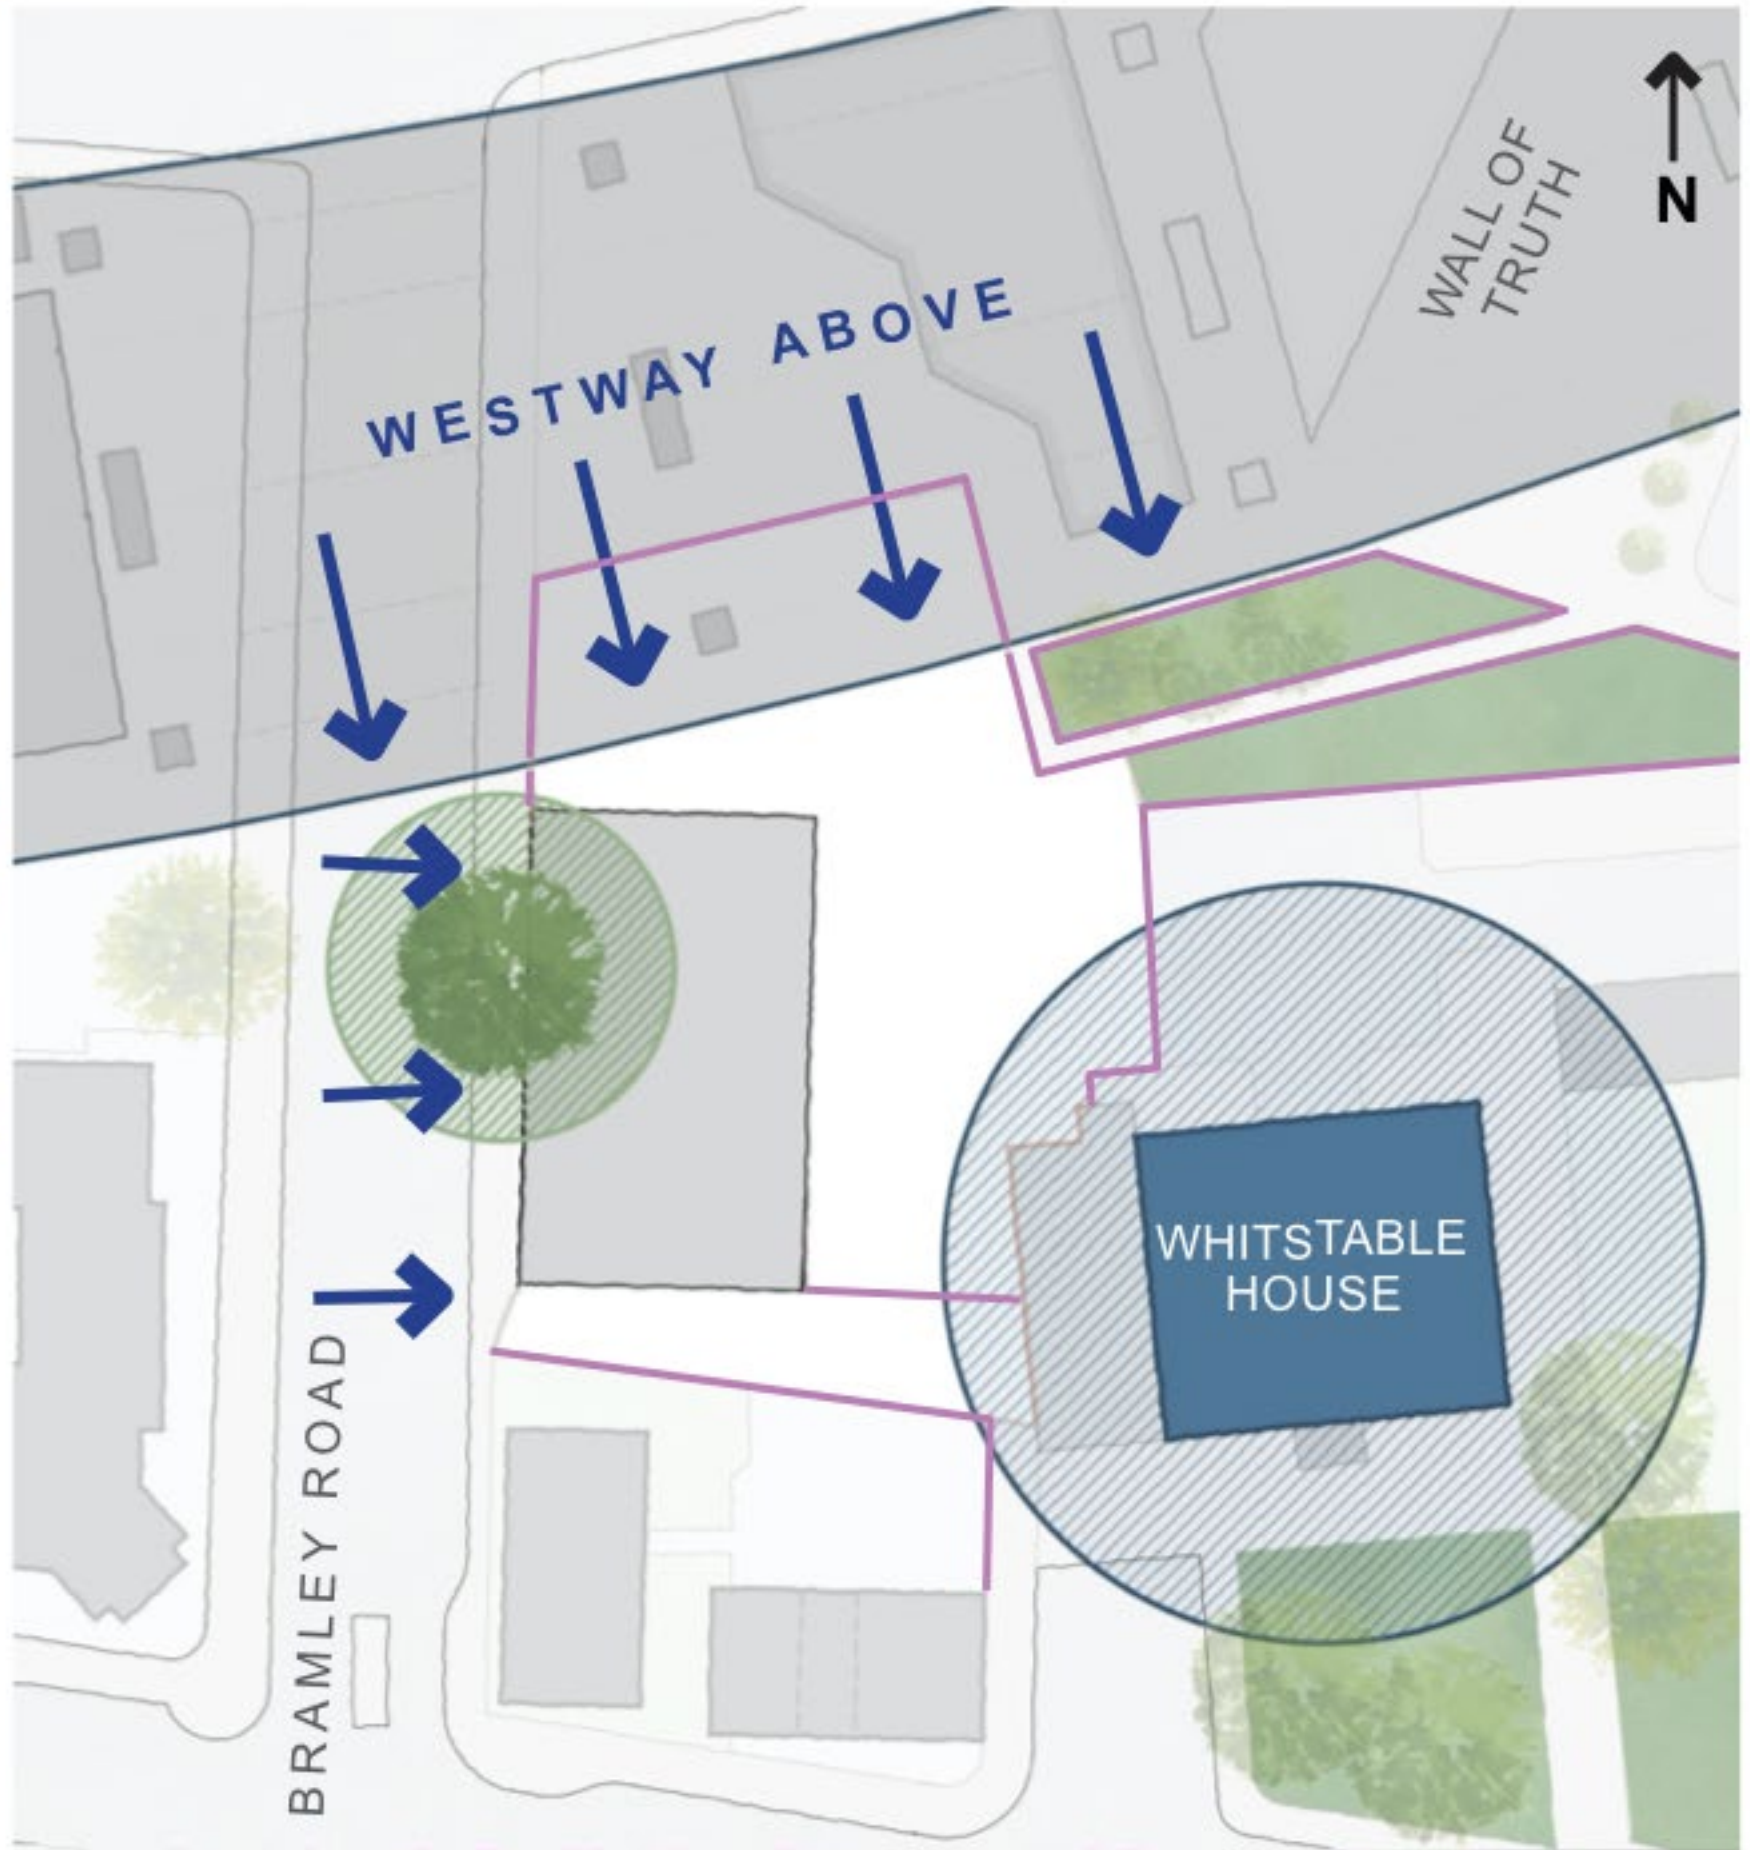 N
WALL OF
TRUTH
WESTWAY ABOVE
WHITSTABLE
HOUSE
BRAMLEY ROAD